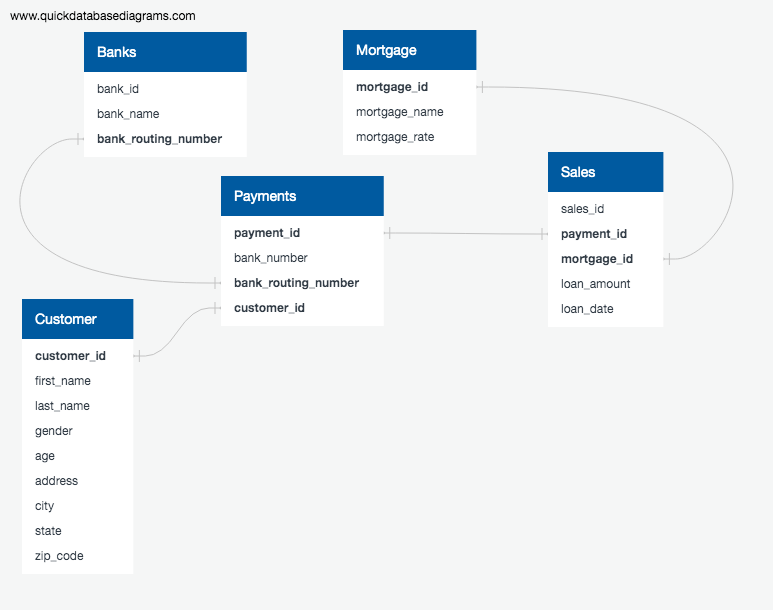 www.quickdatabasediagrams.com
Banks
bank_id
bank_name
bank_routing_number
Mortgage
mortgage_id
mortgage_name
mortgage_rate
Sales
sales_id
payment_id
mortgage_id
loan_amount
loan_date
Payments
payment_id
bank_number
bank_routing_number
customer_id
Customer
customer_id
first_name
last_name
gender
age
address
city
state
zip_code